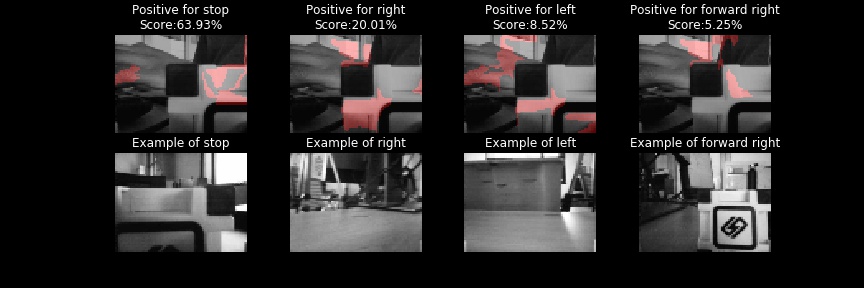 Positive for stop
Score:63.93%
Positive for right
Score:20.01%
Positive for left
Score:8.52%
Positive for forward right
Score:5.25%
Example of stop
Example of right
Example of left
Example of forward right